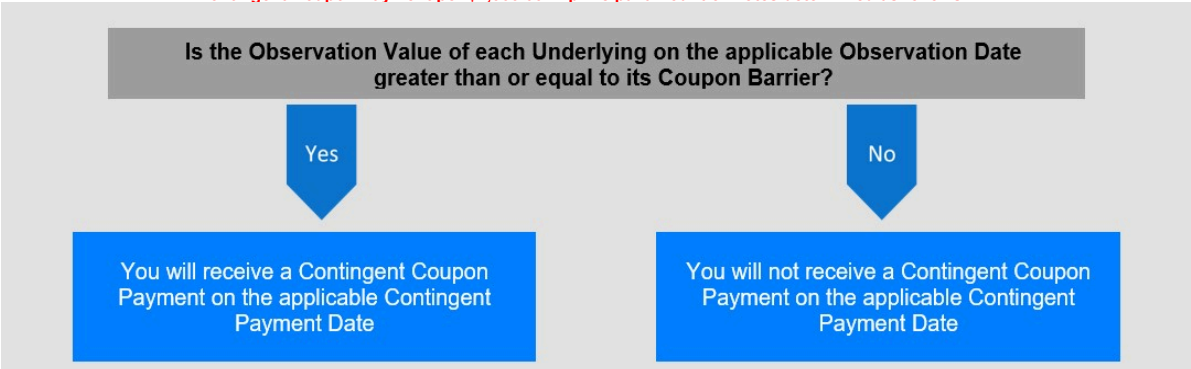 Is the Observation Value of each Underlying on the applicable Observation Date
greater than or equal to its Coupon Barrier?
Yes
No
You will receive a Contingent Coupon
Payment on the applicable Contingent
Payment Date
You will not receive a Contingent Coupon
Payment on the applicable Contingent
Payment Date